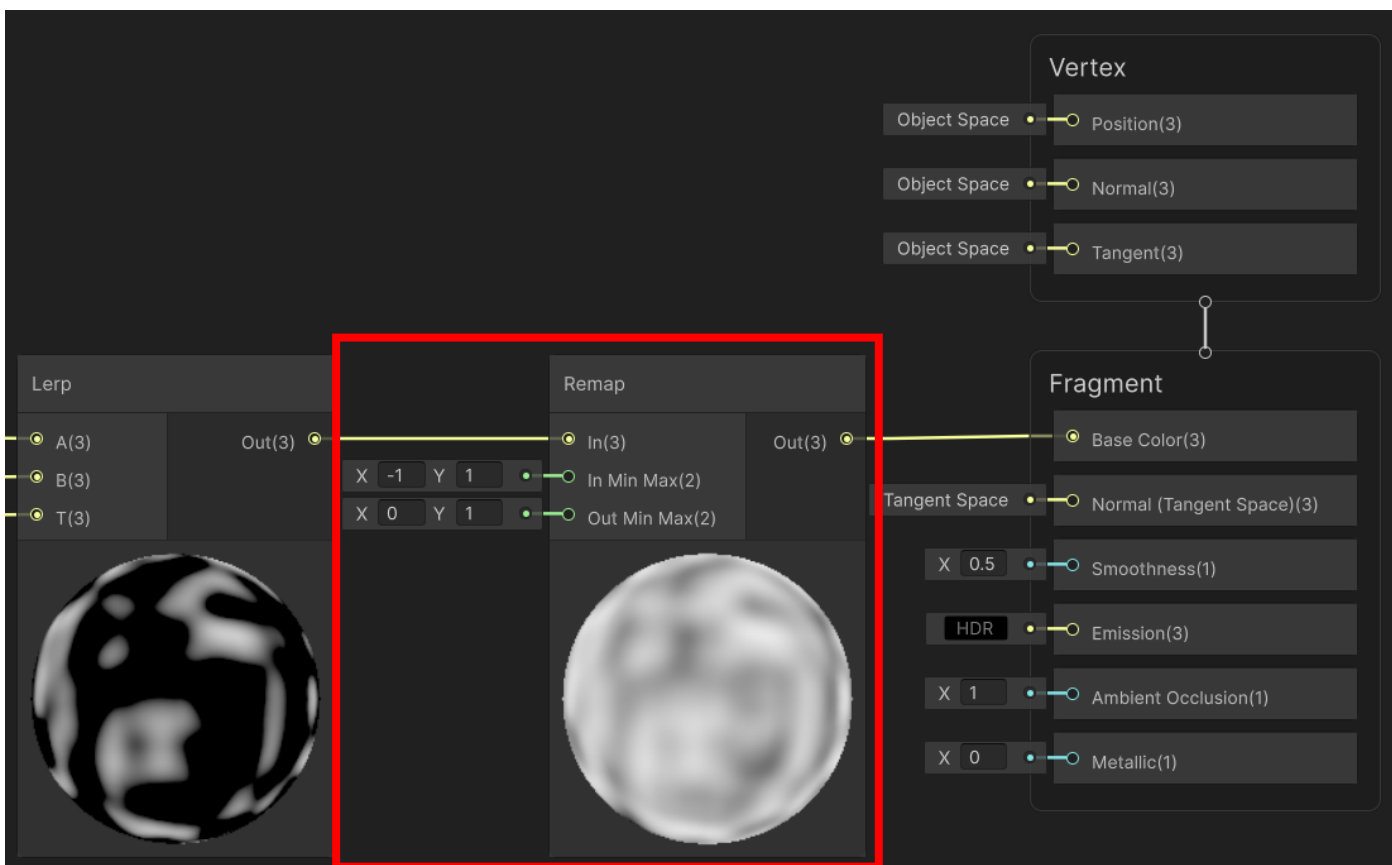 Vertex
Object Space Position(3)
Object Space Normal(3)
Object Space Tangent(3)
Lerp
A(3) Out(3)
B(3)
T(3)
Remap
In(3) Out(3)
X -1 Y 1 In Min Max(2)
X 0 Y 1 Out Min Max(2)
Fragment
Base Color(3)
Tangent Space Normal (Tangent Space)(3)
X 0.5 Smoothness(1)
HDR Emission(3)
X 1 Ambient Occlusion(1)
X 0 Metallic(1)